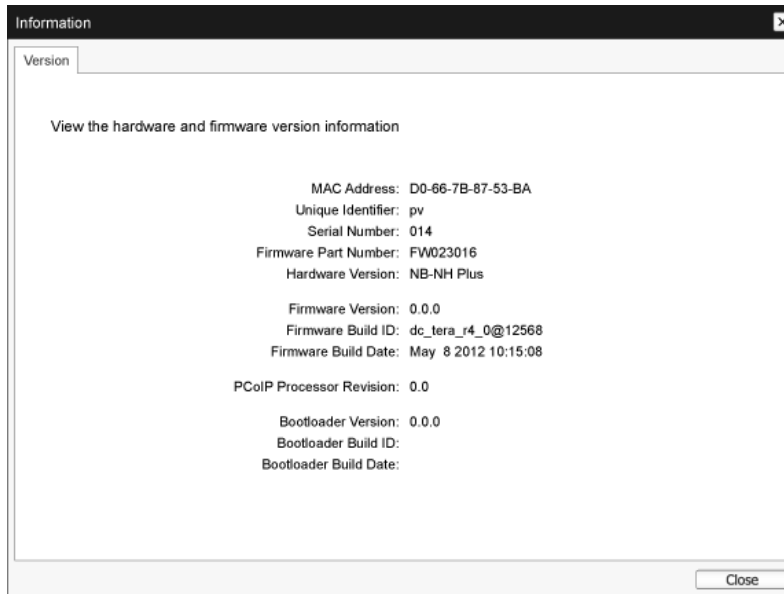 Information
Version
View the hardware and firmware version information
MAC Address: D0-66-7B-87-53-BA
Unique Identifier: pv
Serial Number: 014
Firmware Part Number: FW023016
Hardware Version: NB-NH Plus
Firmware Version: 0.0.0
Firmware Build ID: dc_tera_r4_0@12568
Firmware Build Date: May  8 2012 10:15:08
PCoIP Processor Revision: 0.0
Bootloader Version: 0.0.0
Bootloader Build ID:
Bootloader Build Date:
Close